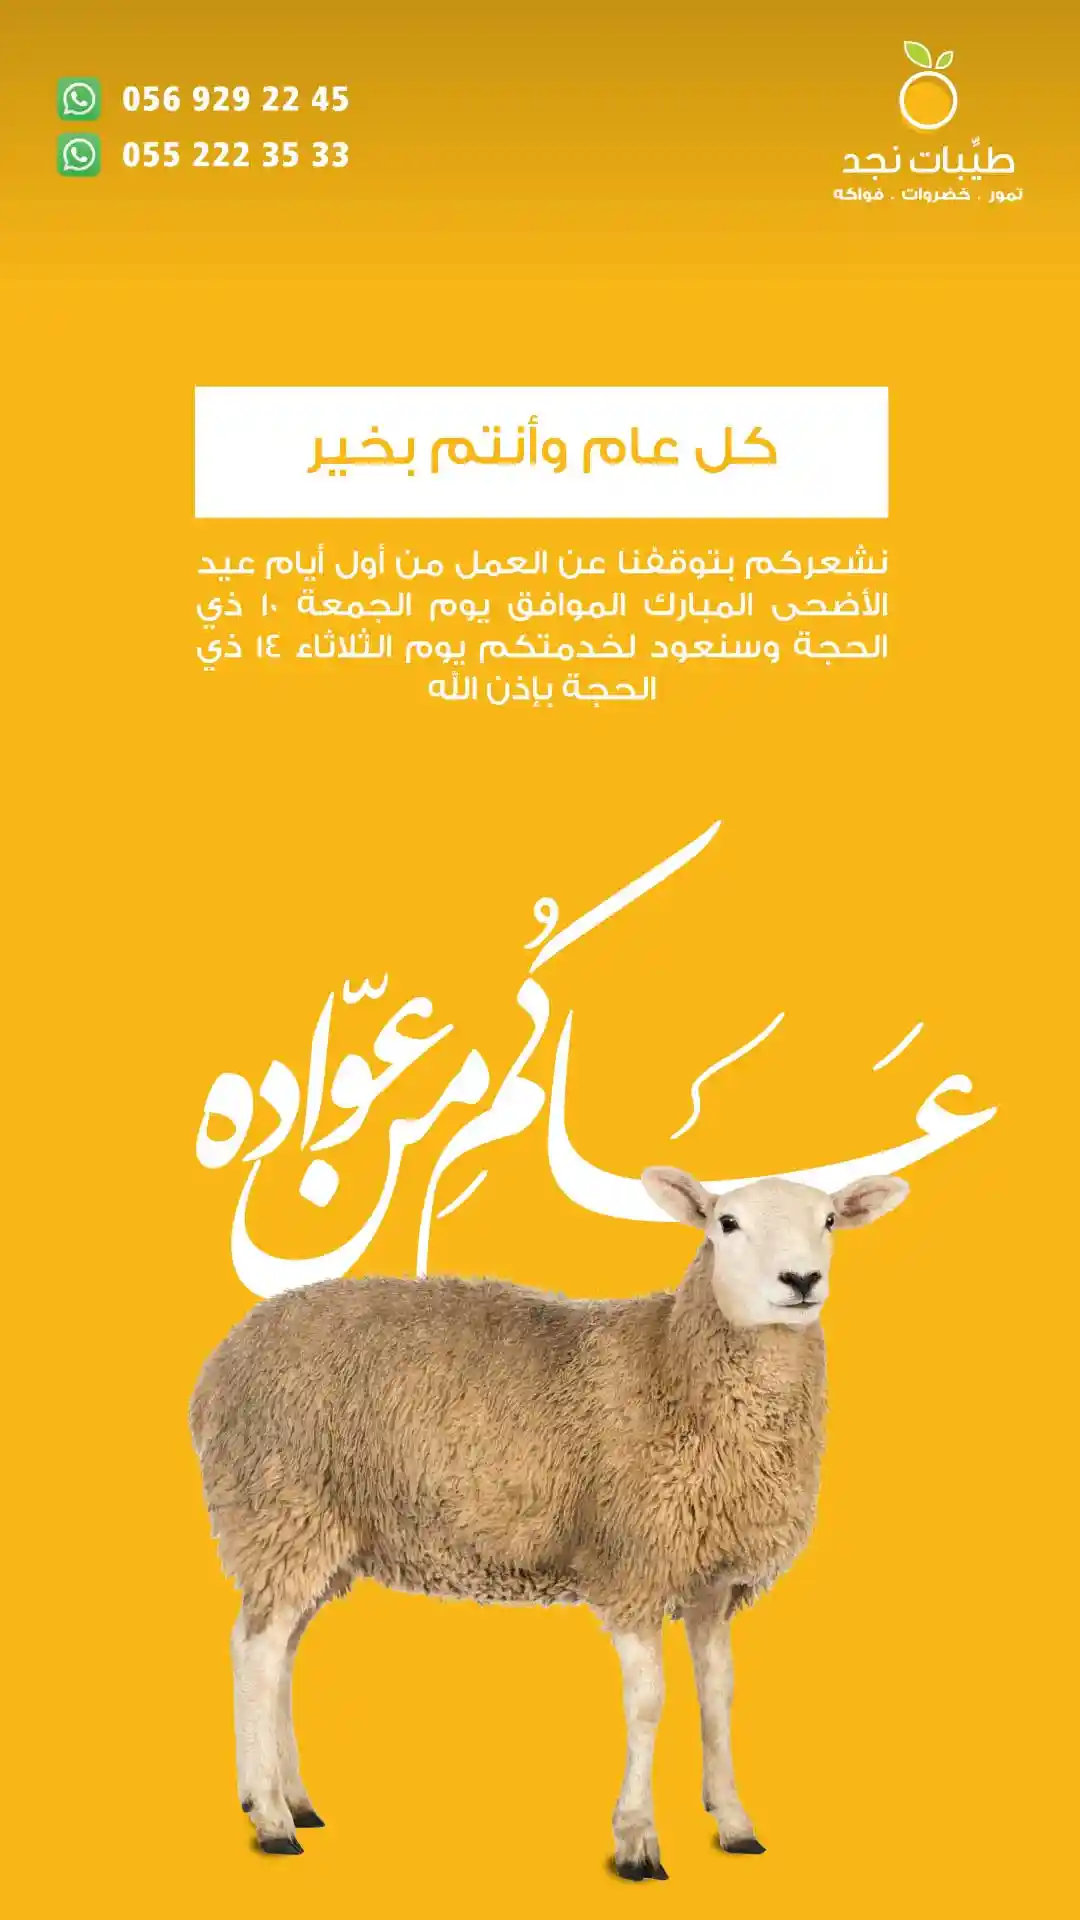 056 929 22 45
055 222 35 33
طيِّبات نجد
تمور . خضروات . فواكه
كل عام وأنتم بخير
نشعركم بتوقفنا عن العمل من أول أيام عيد
الأضحى المبارك الموافق يوم الجمعة ١٠ ذي
الحجة وسنعود لخدمتكم يوم الثلاثاء ١٤ ذي
الحجة بإذن الله
عَساكُم من عوّاده